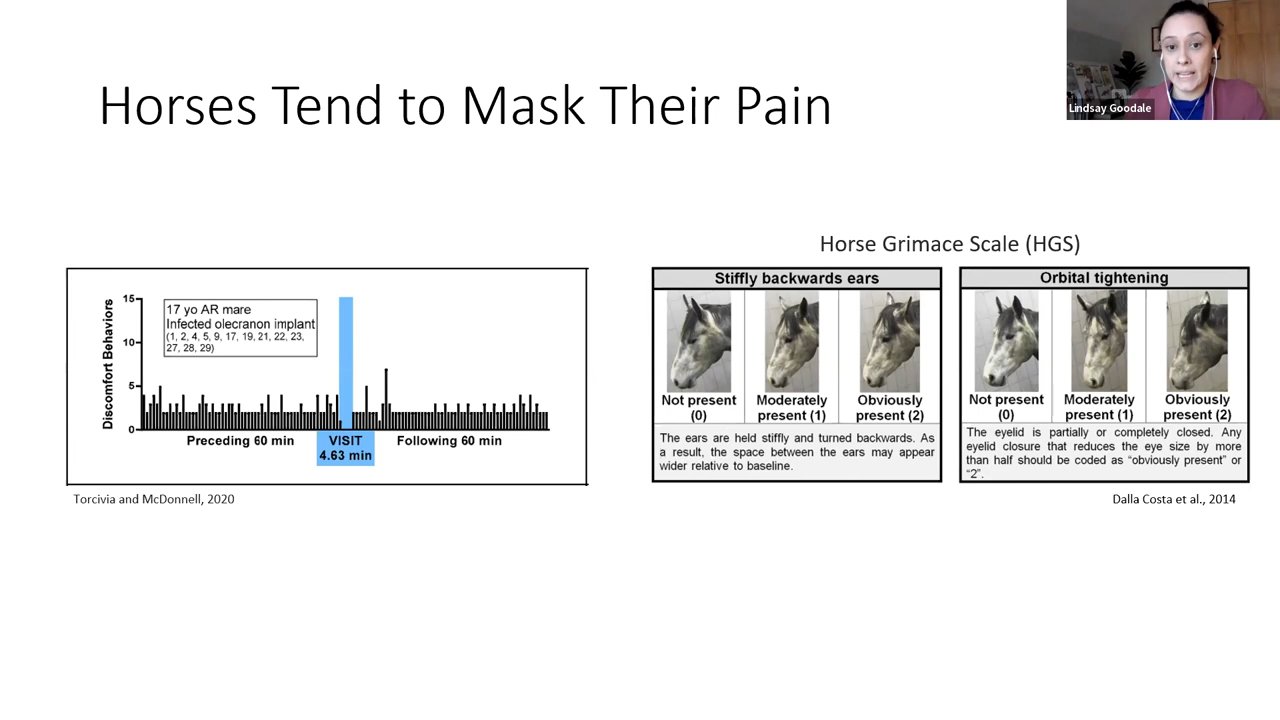 Lindsay Goodale
Horses Tend to Mask Their Pain
Discomfort Behaviors
15
10
5
0
17 yo AR mare
Infected olecranon implant
(1, 2, 4, 5, 9, 17, 19, 21, 22, 23,
27, 28, 29)
Preceding 60 min
VISIT
4.63 min
Following 60 min
Torcivia and McDonnell, 2020
Horse Grimace Scale (HGS)
Stiffly backwards ears
Not present
(0)
Moderately
present (1)
Obviously
present (2)
The ears are held stiffly and turned backwards. As
a result, the space between the ears may appear
wider relative to baseline.
Orbital tightening
Not present
(0)
Moderately
present (1)
Obviously
present (2)
The eyelid is partially or completely closed. Any
eyelid closure that reduces the eye size by more
than half should be coded as “obviously present” or
“2”.
Dalla Costa et al., 2014